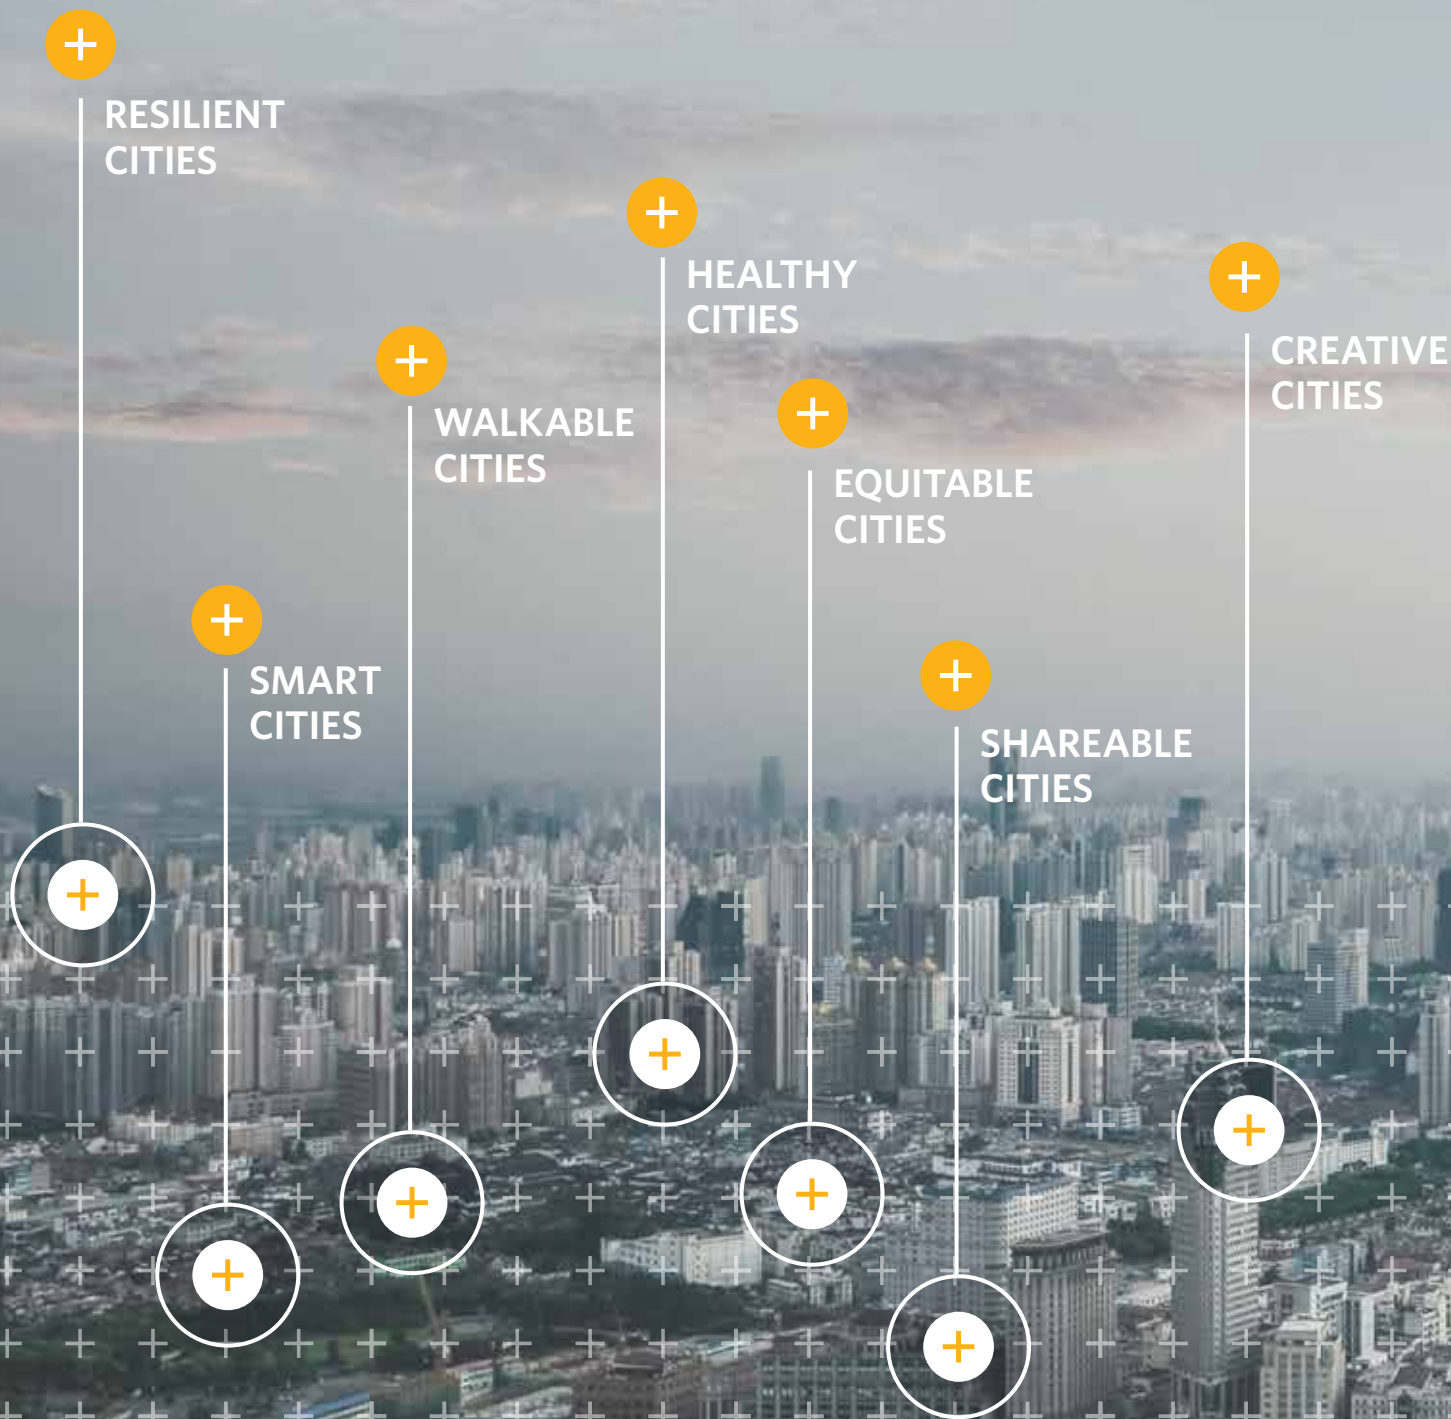 RESILIENT
CITIES
HEALTHY
CITIES
CREATIVE
CITIES
WALKABLE
CITIES
EQUITABLE
CITIES
SMART
CITIES
SHAREABLE
CITIES